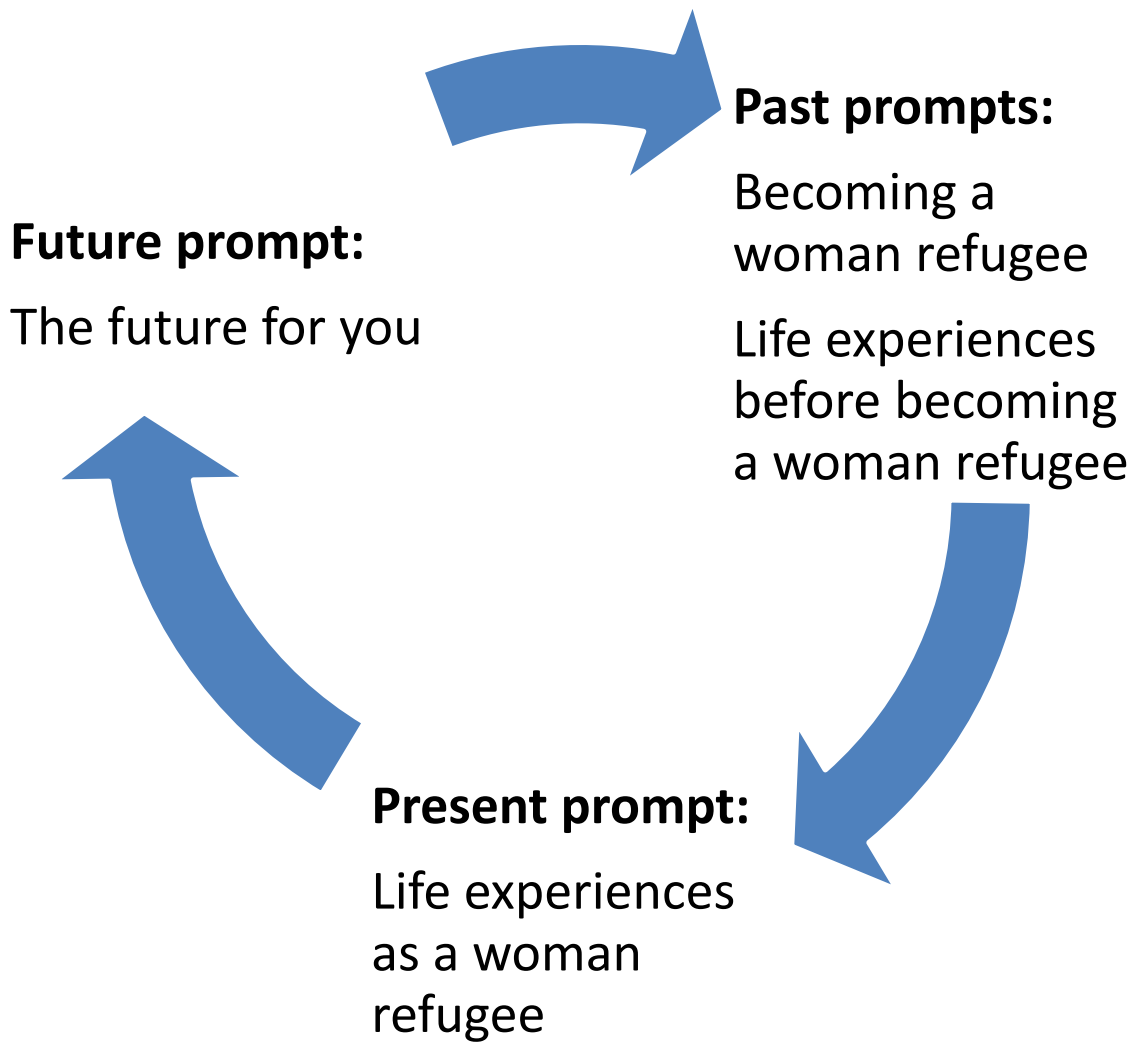 Past prompts:
Becoming a
woman refugee
Life experiences
before becoming
a woman refugee
Future prompt:
The future for you
Present prompt:
Life experiences
as a woman
refugee